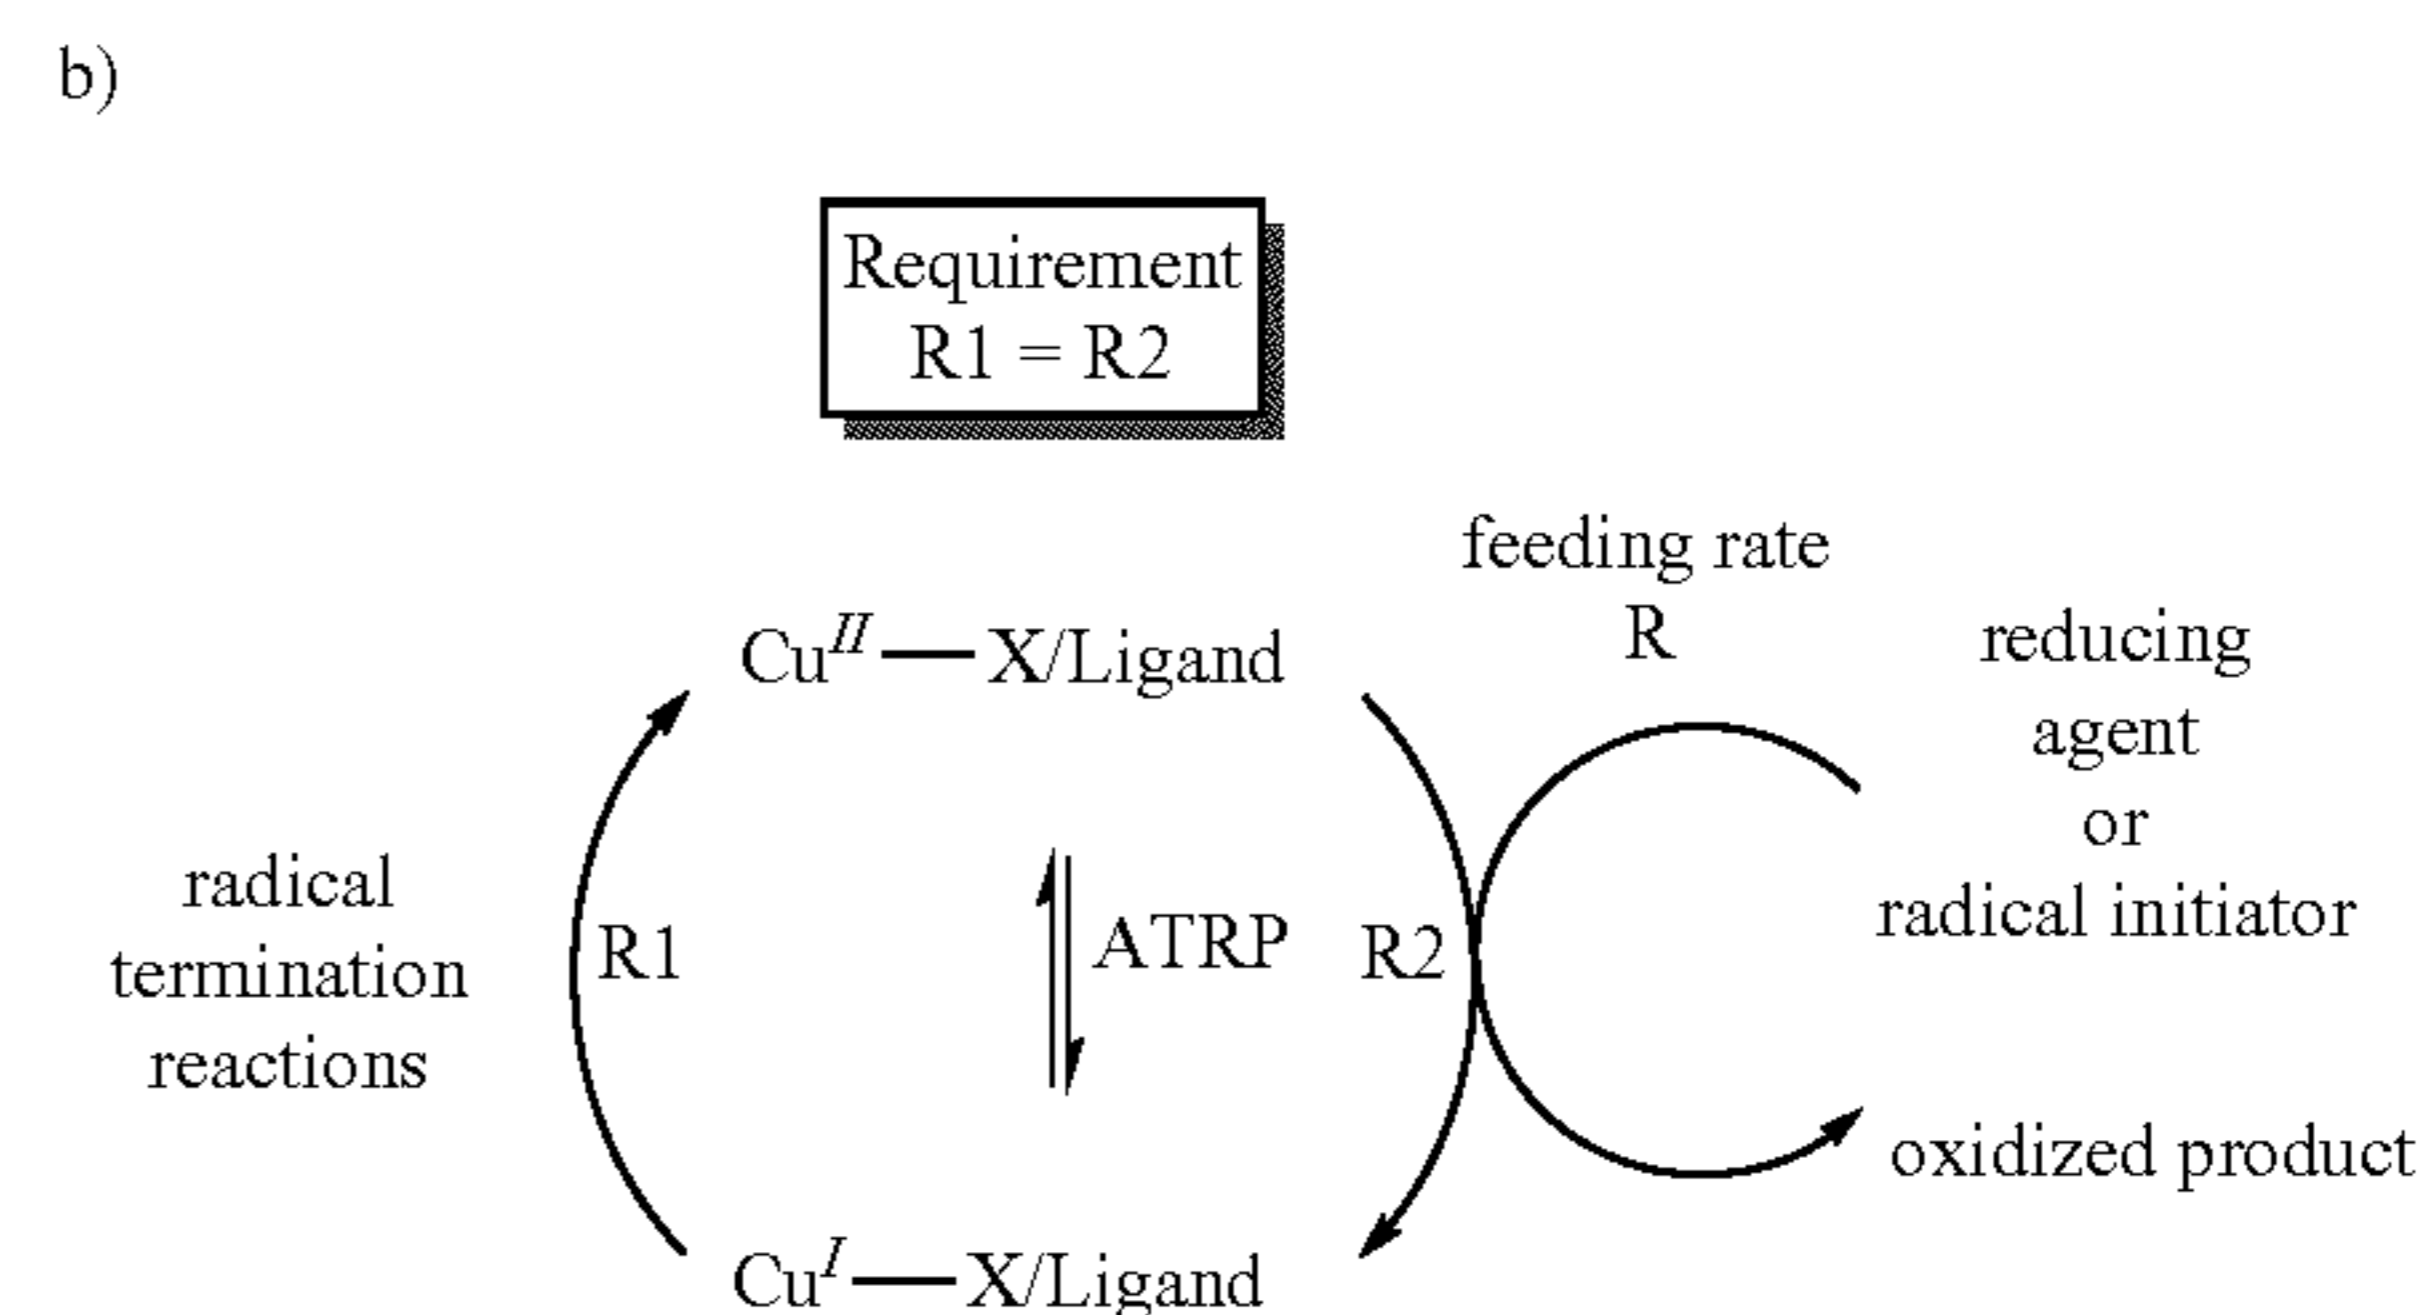 b)
Requirement
R1 = R2
feeding rate
R
Cu^II—X/Ligand
reducing
agent
or
radical initiator
radical
termination
reactions
R1
ATRP
R2
oxidized product
Cu^I—X/Ligand